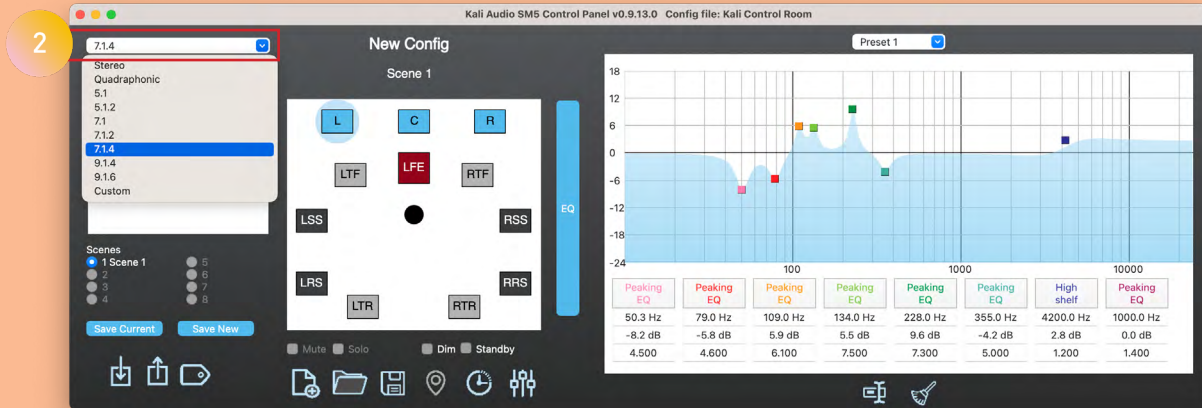 2
Kali Audio SM5 Control Panel v0.9.13.0 Config file: Kali Control Room
7.1.4
Stereo
Quadraphonic
5.1
5.1.2
7.1
7.1.2
7.1.4
9.1.4
9.1.6
Custom
Scenes
1 Scene 1
2
3
4
5
6
7
8
Save Current
Save New
New Config
Scene 1
L
C
R
LTF
LFE
RTF
LSS
RSS
LRS
RRS
LTR
RTR
Mute
Solo
Dim
Standby
EQ
Preset 1
18
12
6
0
-6
-12
-18
-24
100
1000
10000
Peaking EQ
Peaking EQ
Peaking EQ
Peaking EQ
Peaking EQ
Peaking EQ
High shelf
Peaking EQ
50.3 Hz 79.0 Hz 109.0 Hz 134.0 Hz 228.0 Hz 355.0 Hz 4200.0 Hz 1000.0 Hz
-8.2 dB -5.8 dB 5.9 dB 5.5 dB 9.6 dB -4.2 dB 2.8 dB 0.0 dB
4.500 4.600 6.100 7.500 7.300 5.000 1.200 1.400